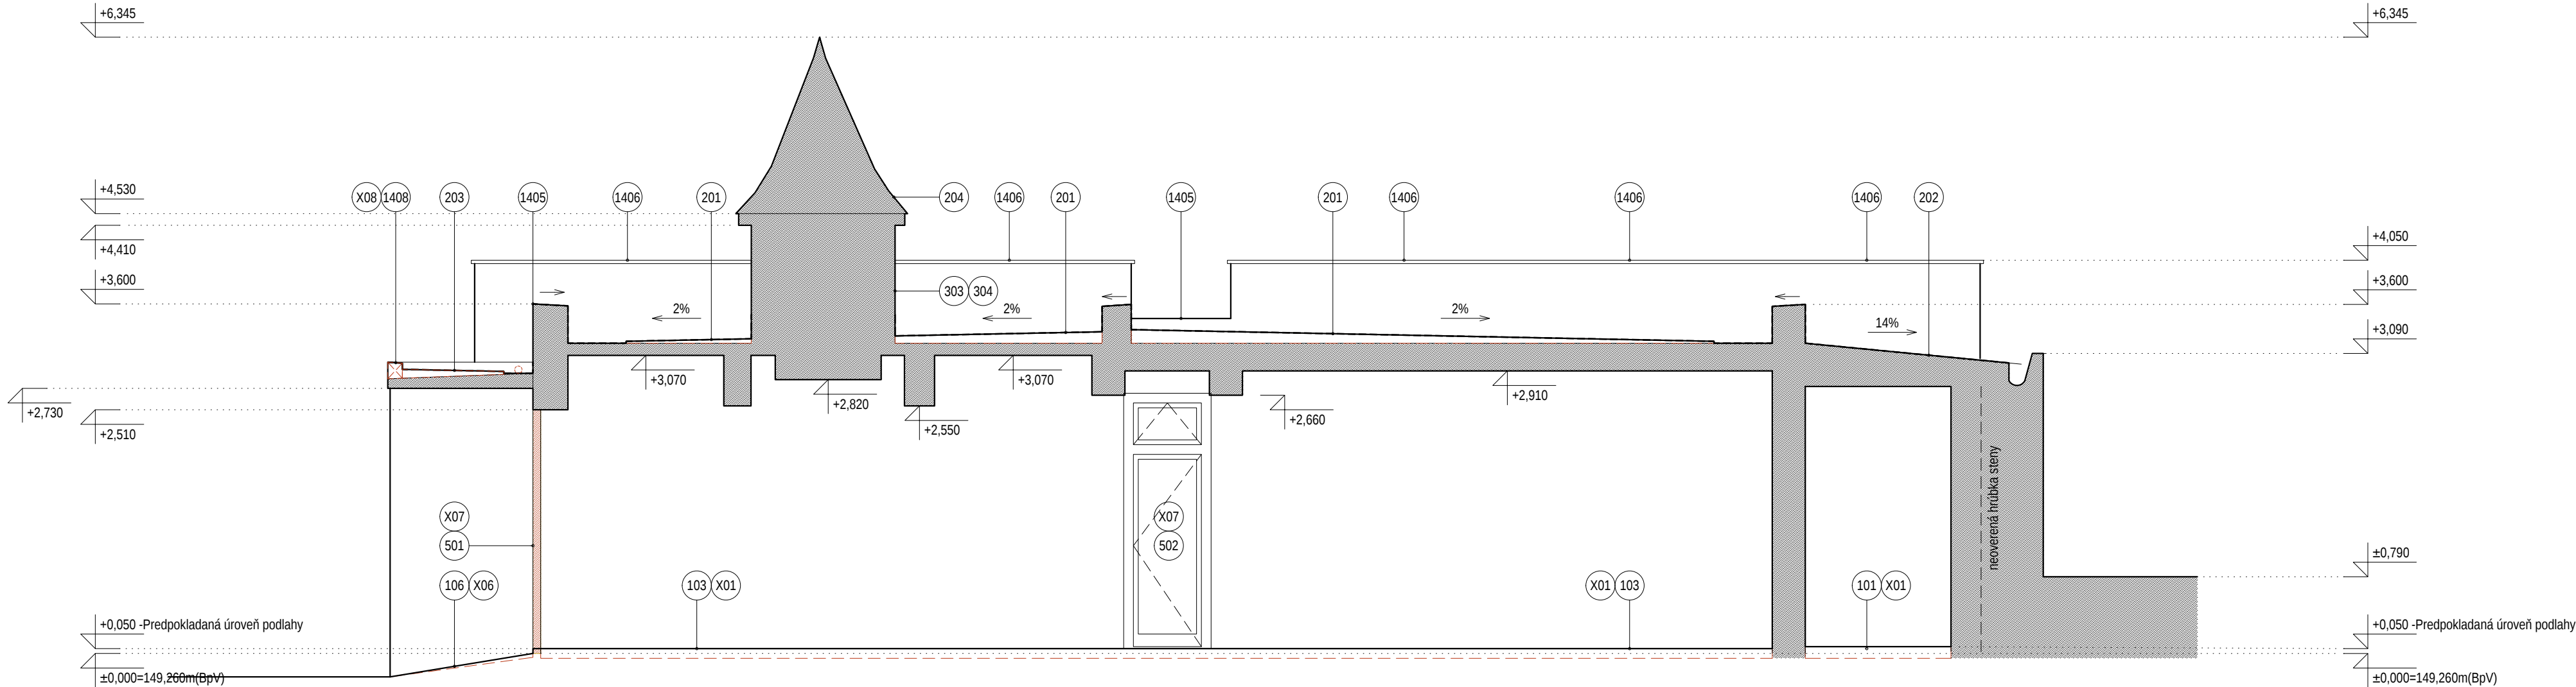 +6,345
+6,345
+4,530
X08 1408 203 1405 1406 201 204 1406 201 1405 201 1406 1406 1406 202
+4,410
+4,050
+3,600
303 304
+3,600
2%
2%
2%
14%
+3,090
+3,070
+3,070
+2,820
+2,910
+2,730
+2,510
+2,550
+2,660
neoverená hrúbka steny
X07
501
X07
502
±0,790
106 X06
103 X01
X01 103
101 X01
+0,050 -Predpokladaná úroveň podlahy
+0,050 -Predpokladaná úroveň podlahy
±0,000=149,260m(BpV)
±0,000=149,260m(BpV)